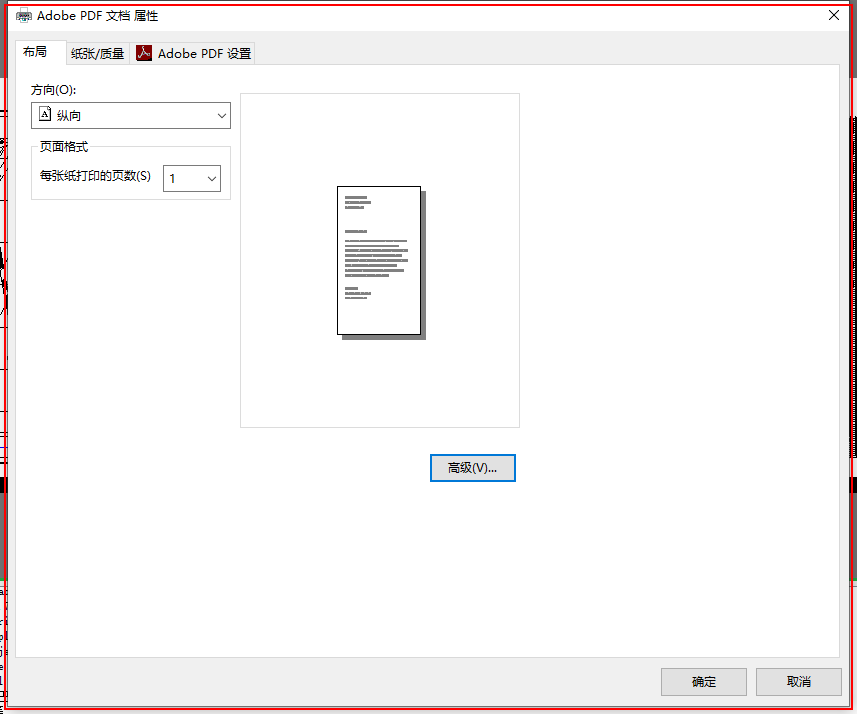 Adobe PDF 文档 属性
布局
纸张/质量
Adobe PDF 设置
方向(O):
纵向
页面格式
每张纸打印的页数(S)
1
高级(V)...
确定
取消